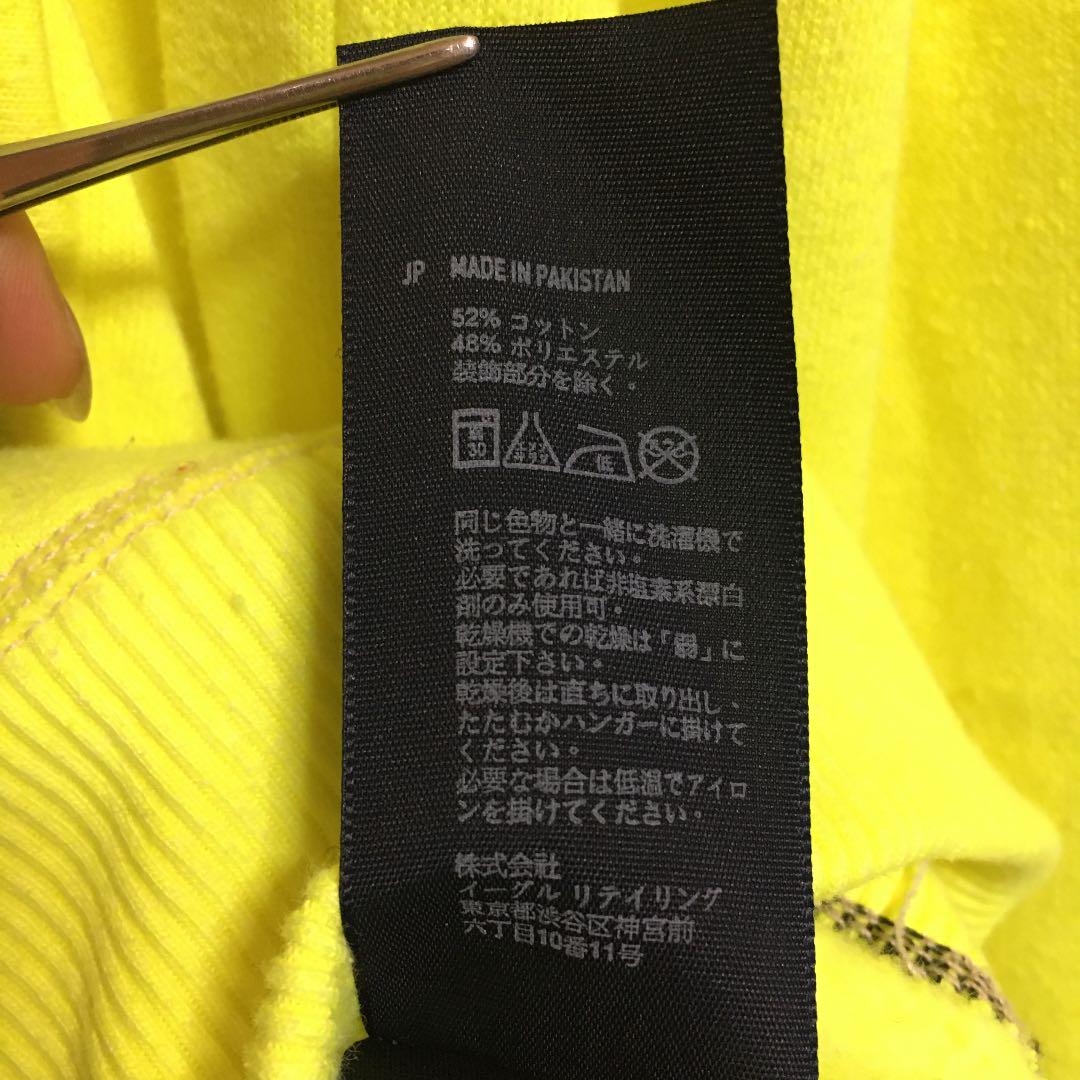 JP MADE IN PAKISTAN
52% コットン
48% ポリエステル
装飾部分を除く。
30
同じ色物と一緒に洗濯機で
洗ってください。
必要であれば非塩素系漂白
剤のみ使用可。
乾燥機での乾燥は「弱」に
設定下さい。
乾燥後は直ちに取り出し、
たたむかハンガーに掛けて
ください。
必要な場合は低温でアイロ
ンを掛けてください。
株式会社
イーグル リテイリング
東京都渋谷区神宮前
六丁目10番11号